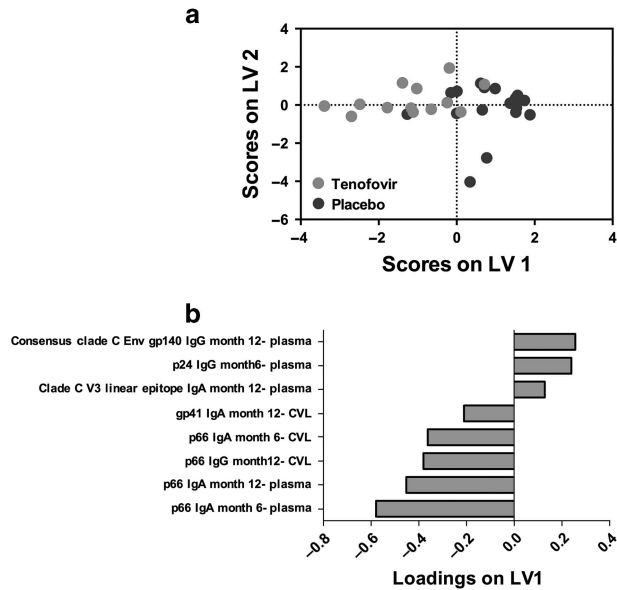 a
4
2
0
−2
−4
−6
Scores on LV 2
Tenofovir
Placebo
−4
−2
0
2
4
Scores on LV 1
b
Consensus clade C Env gp140 IgG month 12- plasma
p24 IgG month6- plasma
Clade C V3 linear epitope IgA month 12- plasma
gp41 IgA month 12- CVL
p66 IgA month 6- CVL
p66 IgG month12- CVL
p66 IgA month 12- plasma
p66 IgA month 6- plasma
−0.8
−0.6
−0.4
−0.2
0.0
0.2
0.4
Loadings on LV1